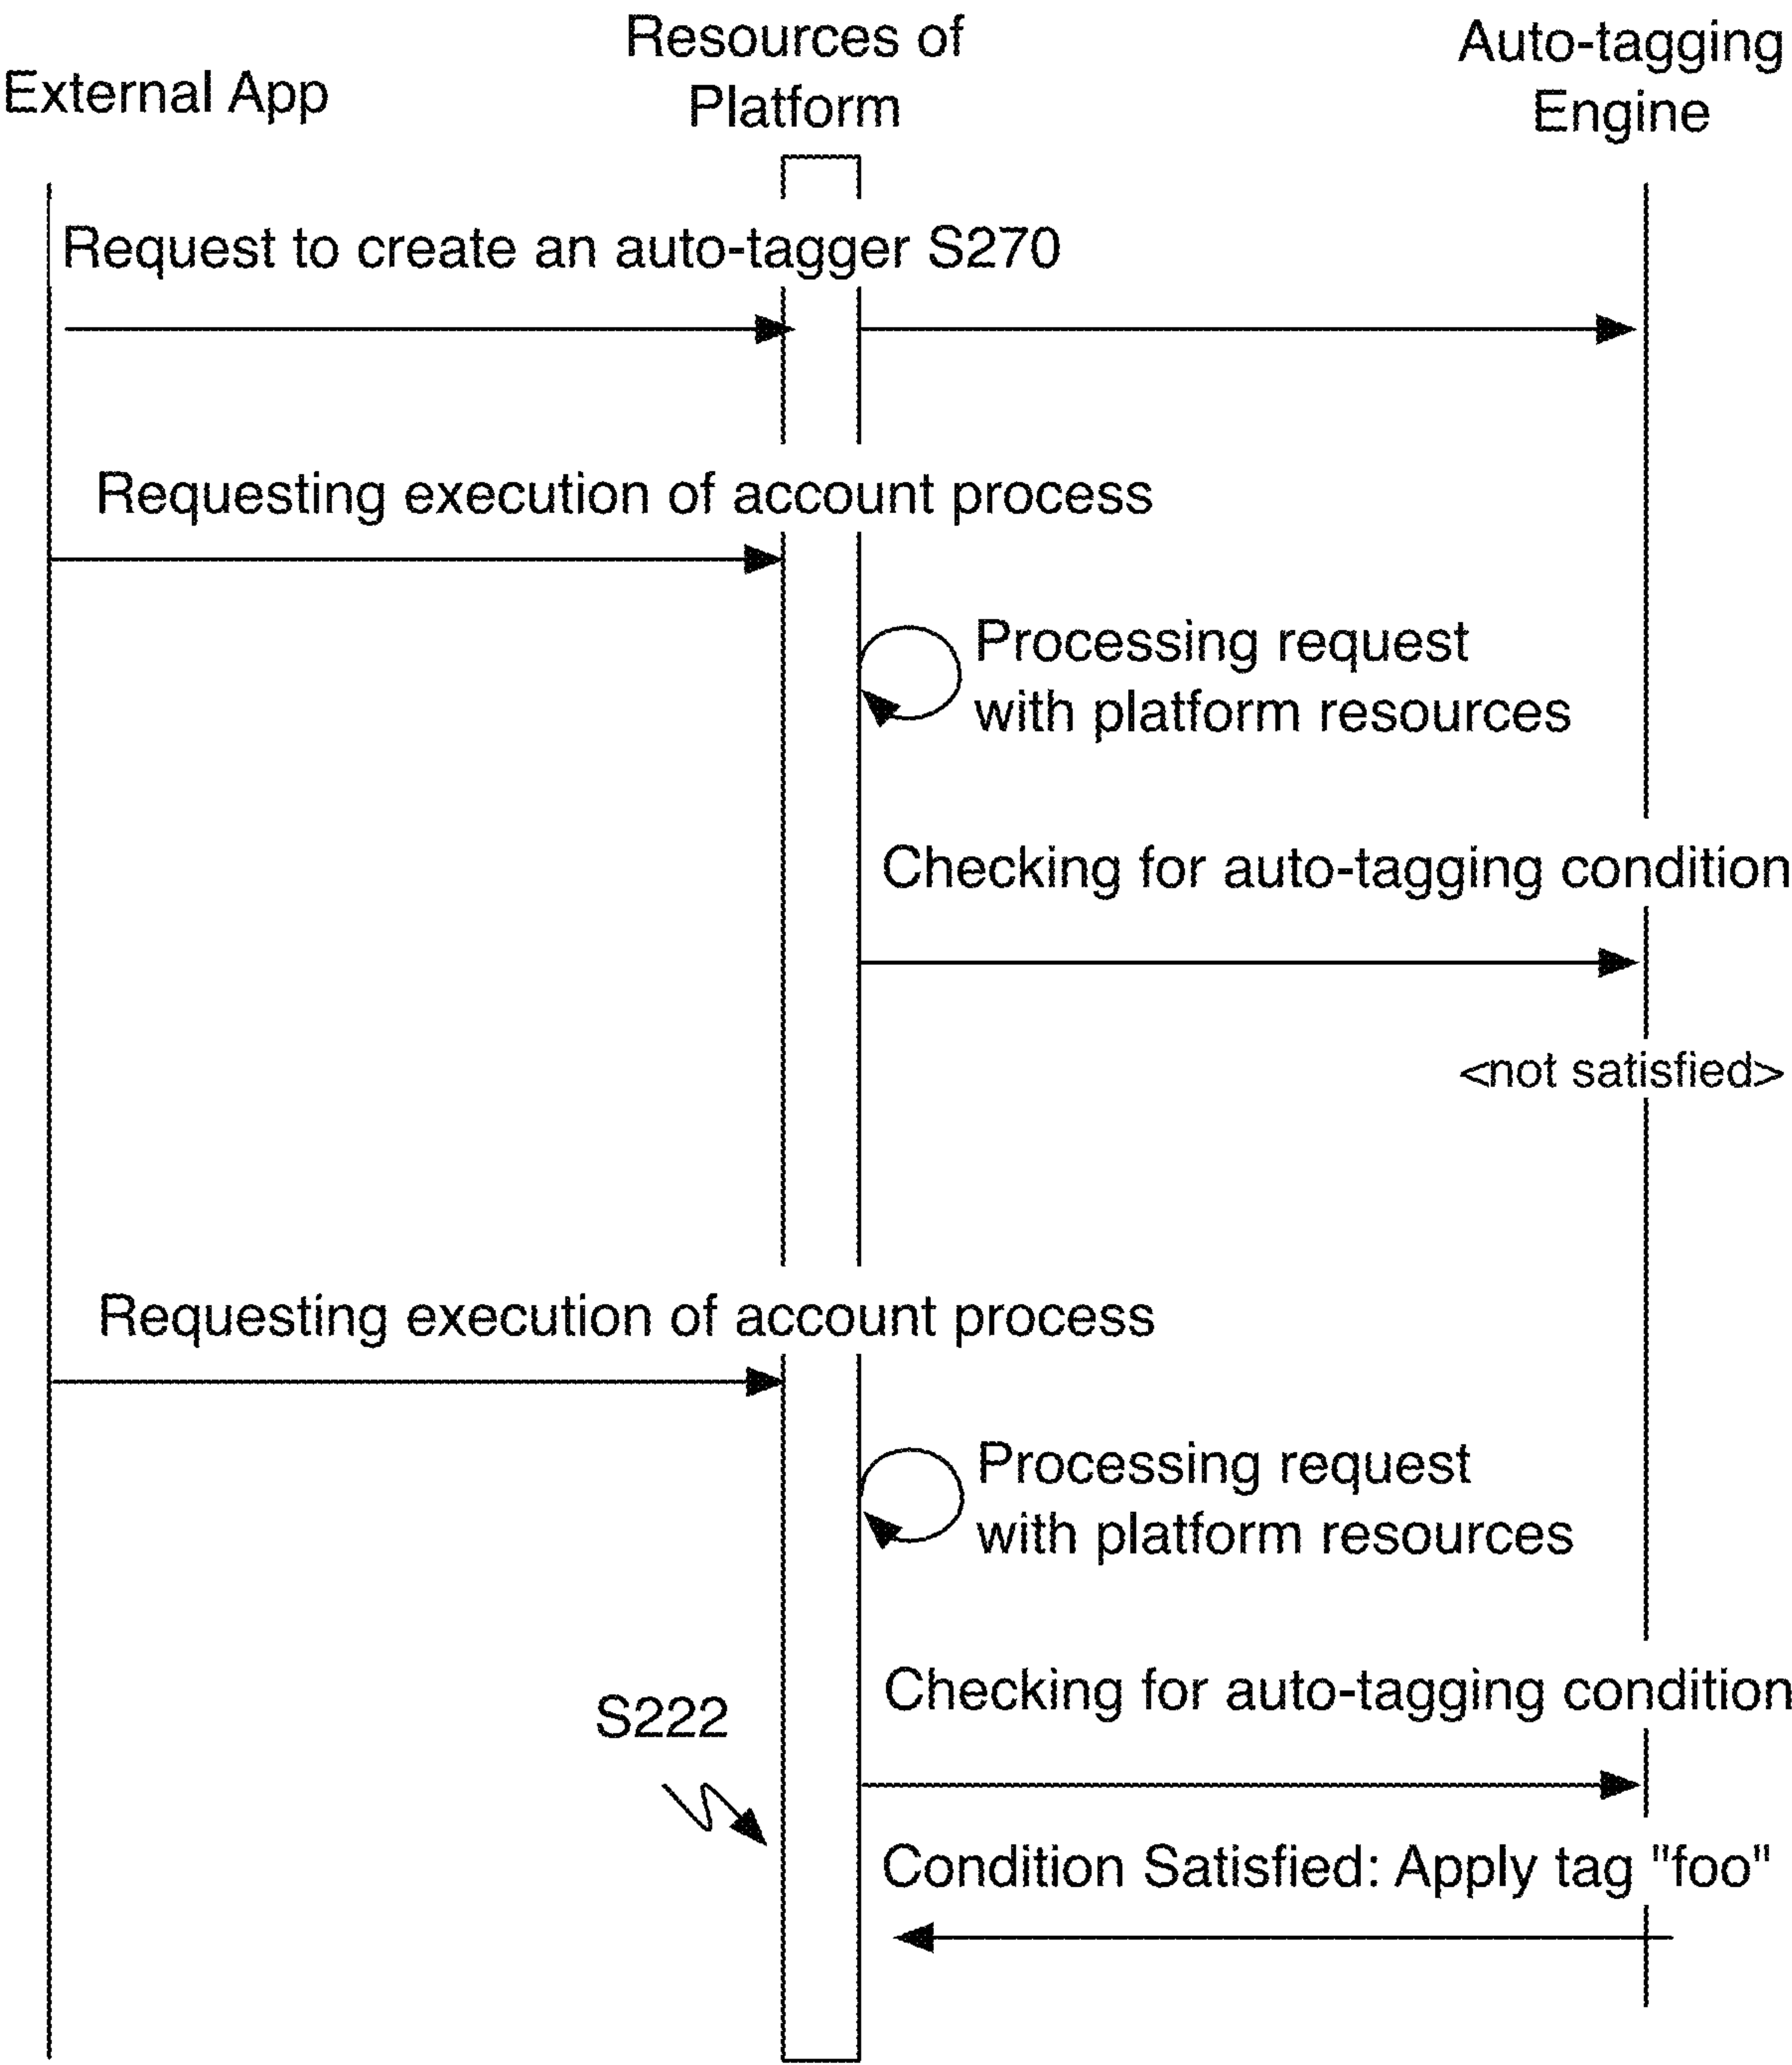 External App
Resources of
Platform
Auto-tagging
Engine
Request to create an auto-tagger S270
Requesting execution of account process
Processing request
with platform resources
Checking for auto-tagging condition
<not satisfied>
Requesting execution of account process
Processing request
with platform resources
Checking for auto-tagging condition
S222
Condition Satisfied: Apply tag "foo"